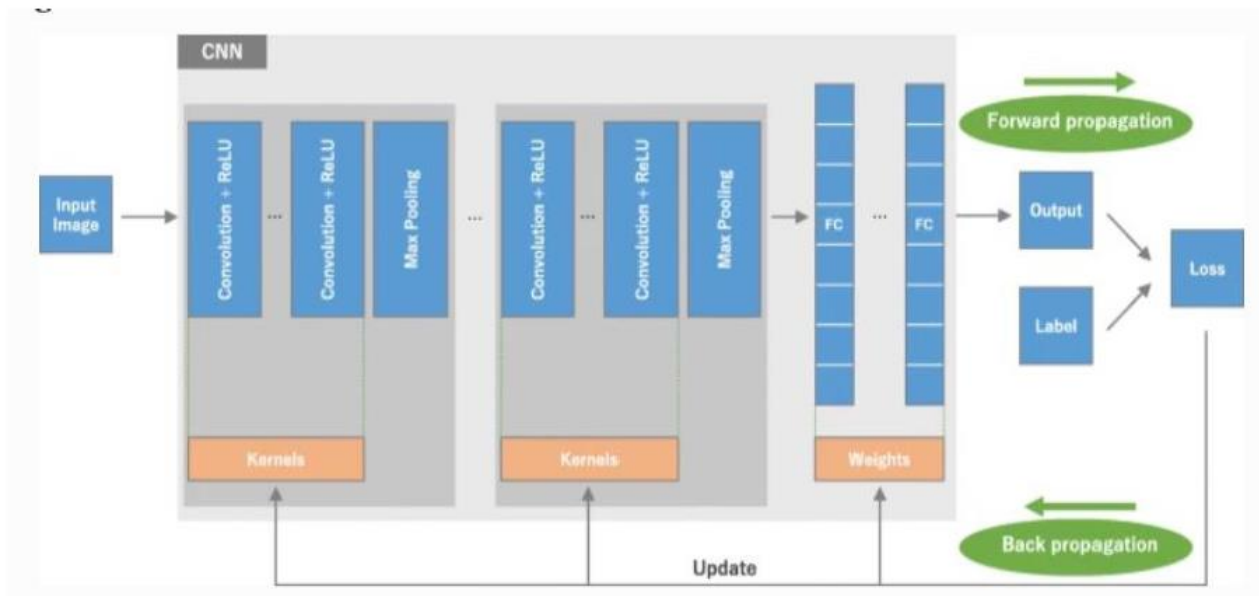 CNN
Forward propagation
Input
Image
Convolution + ReLU
...
Convolution + ReLU
Max Pooling
...
Convolution + ReLU
...
Convolution + ReLU
Max Pooling
FC
...
FC
Output
Label
Loss
Kernels
Kernels
Weights
Back propagation
Update